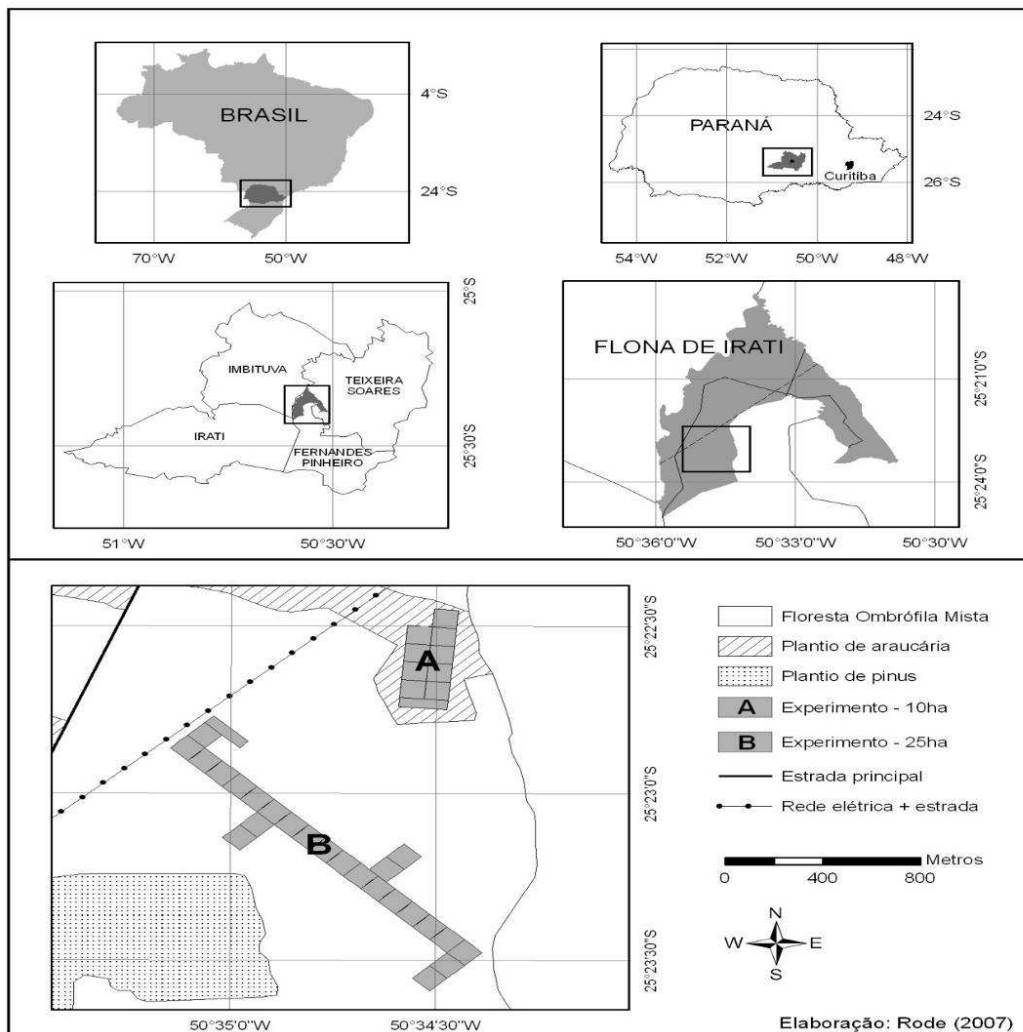 BRASIL
4°S
24°S
70°W
50°W
PARANÁ
Curitiba
24°S
26°S
54°W
52°W
50°W
48°W
IMBITUVA
TEIXEIRA
SOARES
IRATI
FERNANDES
PINHEIRO
25°S
25°30'S
51°W
50°30'W
FLONA DE IRATI
25°21'0"S
25°24'0"S
50°36'0"W
50°33'0"W
50°30'W
A
B
25°22'30"S
25°23'0"S
25°23'30"S
50°35'0"W
50°34'30"W
Floresta Ombrófila Mista
Plantio de araucária
Plantio de pinus
A Experimento - 10ha
B Experimento - 25ha
Estrada principal
Rede elétrica + estrada
Metros
0 400 800
N
W E
S
Elaboração: Rode (2007)